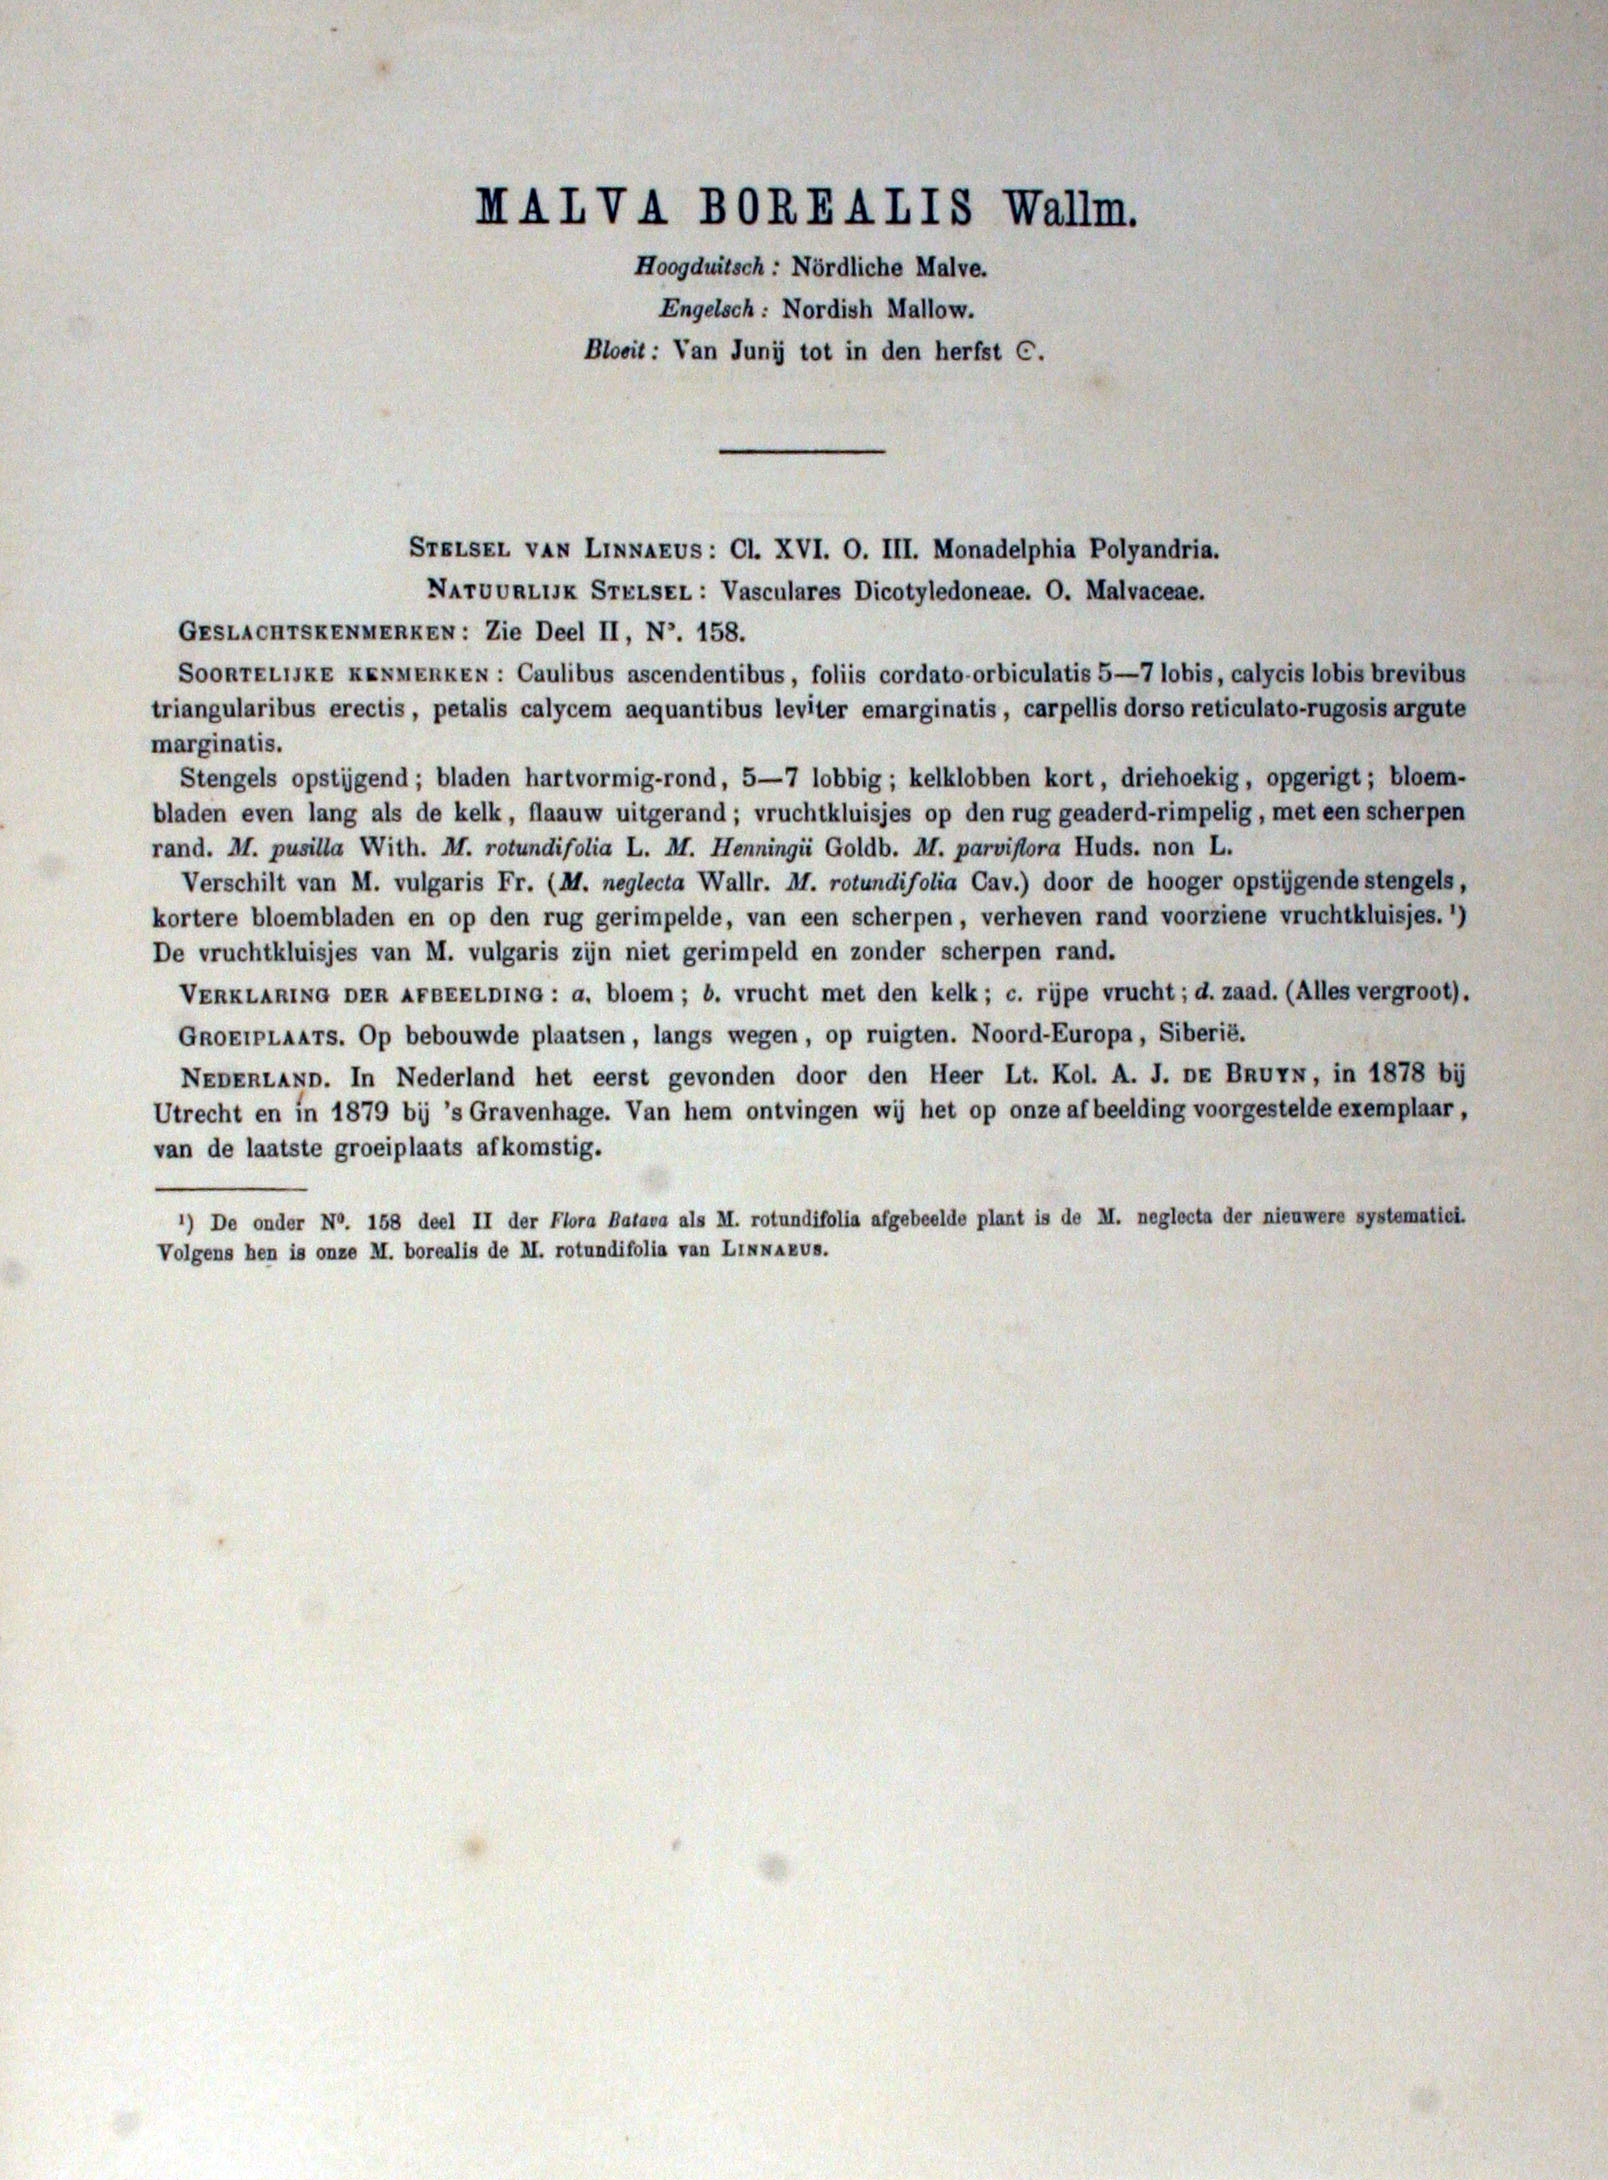 MALVA BOREALIS Wallm.
Hoogduitsch: Nördliche Malve.
Engelsch: Nordish Mallow.
Bloeit: Van Junij tot in den herfst ☾.
STELSEL VAN LINNAEUS: Cl. XVI. O. III. Monadelphia Polyandria.
NATUURLIJK STELSEL: Vasculares Dicotyledoneae. O. Malvaceae.
GESLACHTSKENMERKEN: Zie Deel II, N°. 158.
SOORTELIJKE KENMERKEN: Caulibus ascendentibus, foliis cordato-orbiculatis 5—7 lobis, calycis lobis brevibus
triangularibus erectis, petalis calycem aequantibus leviter emarginatis, carpellis dorso reticulato-rugosis argute
marginatis.
Stengels opstijgend; bladen hartvormig-rond, 5—7 lobbig; kelklobben kort, driehoekig, opgerigt; bloem-
bladen even lang als de kelk, flaauw uitgerand; vruchtkluisjes op den rug geaderd-rimpelig, met een scherpen
rand. M. pusilla With. M. rotundifolia L. M. Henningii Goldb. M. parviflora Huds. non L.
Verschilt van M. vulgaris Fr. (M. neglecta Wallr. M. rotundifolia Cav.) door de hooger opstijgende stengels,
kortere bloembladen en op den rug gerimpelde, van een scherpen, verheven rand voorziene vruchtkluisjes. ¹)
De vruchtkluisjes van M. vulgaris zijn niet gerimpeld en zonder scherpen rand.
VERKLARING DER AFBEELDING: a. bloem; b. vrucht met den kelk; c. rijpe vrucht; d. zaad. (Alles vergroot).
GROEIPLAATS. Op bebouwde plaatsen, langs wegen, op ruigten. Noord-Europa, Siberië.
NEDERLAND. In Nederland het eerst gevonden door den Heer Lt. Kol. A. J. DE BRUYN, in 1878 bij
Utrecht en in 1879 bij 's Gravenhage. Van hem ontvingen wij het op onze afbeelding voorgestelde exemplaar,
van de laatste groeiplaats afkomstig.
¹) De onder N°. 158 deel II der Flora Batava als M. rotundifolia afgebeelde plant is de M. neglecta der nieuwere systematici.
Volgens hen is onze M. borealis de M. rotundifolia van LINNAEUS.